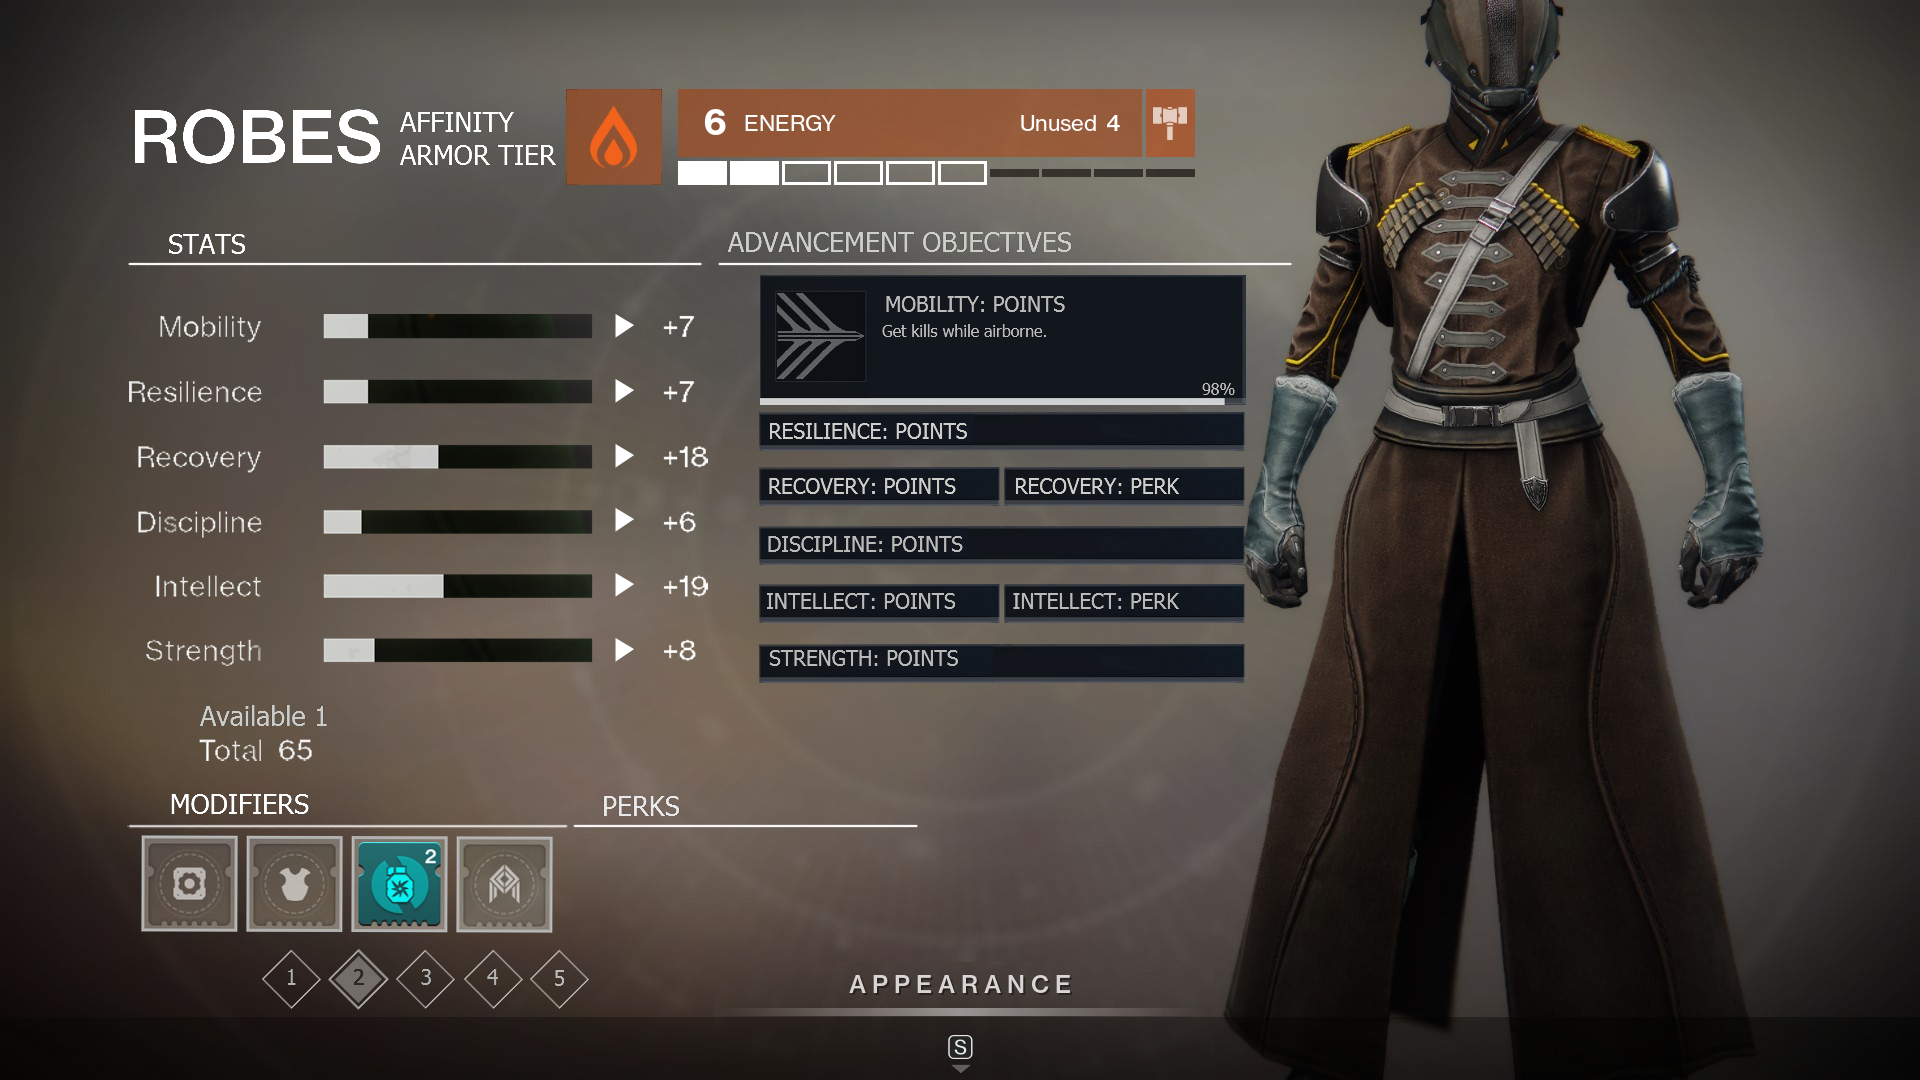 ROBES
AFFINITY
ARMOR TIER
6 ENERGY
Unused 4
STATS
Mobility +7
Resilience +7
Recovery +18
Discipline +6
Intellect +19
Strength +8
Available 1
Total 65
ADVANCEMENT OBJECTIVES
MOBILITY: POINTS
Get kills while airborne.
98%
RESILIENCE: POINTS
RECOVERY: POINTS
RECOVERY: PERK
DISCIPLINE: POINTS
INTELLECT: POINTS
INTELLECT: PERK
STRENGTH: POINTS
MODIFIERS
PERKS
2
1 2 3 4 5
APPEARANCE
S